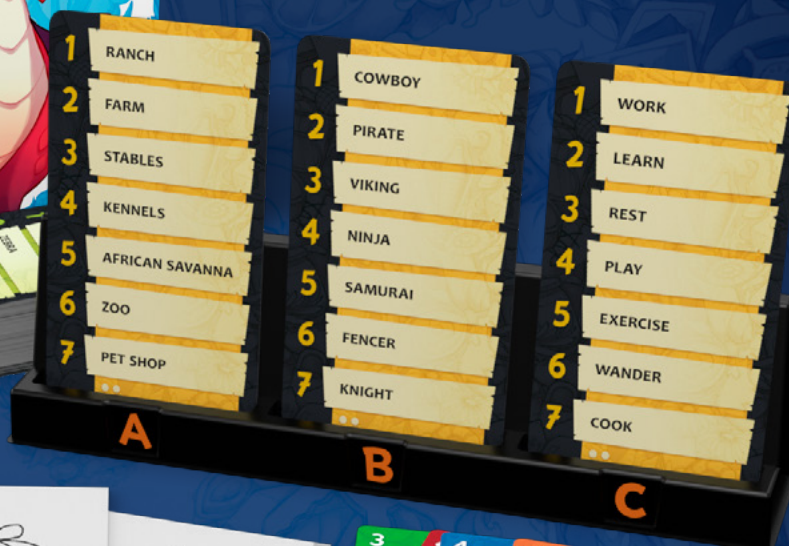 1 RANCH
2 FARM
3 STABLES
4 KENNELS
5 AFRICAN SAVANNA
6 ZOO
7 PET SHOP
A
1 COWBOY
2 PIRATE
3 VIKING
4 NINJA
5 SAMURAI
6 FENCER
7 KNIGHT
B
1 WORK
2 LEARN
3 REST
4 PLAY
5 EXERCISE
6 WANDER
7 COOK
C
ZEBRA
3